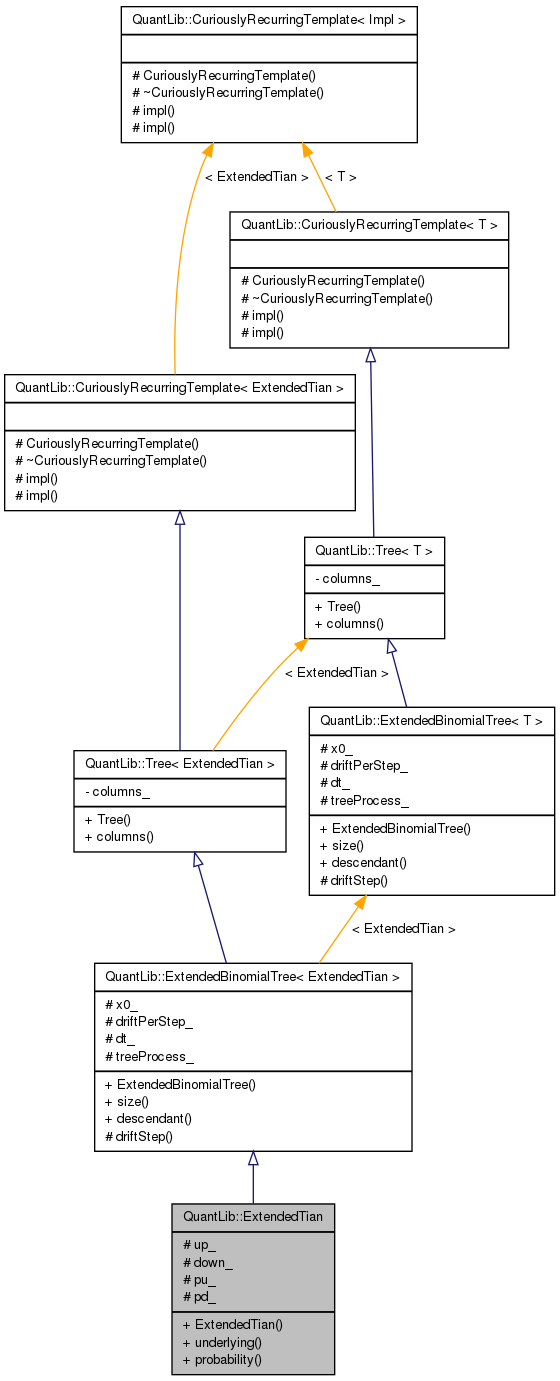 QuantLib::CuriouslyRecurringTemplate< Impl >
# CuriouslyRecurringTemplate()
# ~CuriouslyRecurringTemplate()
# impl()
# impl()
< ExtendedTian >
< T >
QuantLib::CuriouslyRecurringTemplate< T >
# CuriouslyRecurringTemplate()
# ~CuriouslyRecurringTemplate()
# impl()
# impl()
QuantLib::CuriouslyRecurringTemplate< ExtendedTian >
# CuriouslyRecurringTemplate()
# ~CuriouslyRecurringTemplate()
# impl()
# impl()
QuantLib::Tree< T >
- columns_
+ Tree()
+ columns()
< ExtendedTian >
QuantLib::ExtendedBinomialTree< T >
# x0_
# driftPerStep_
# dt_
# treeProcess_
+ ExtendedBinomialTree()
+ size()
+ descendant()
# driftStep()
QuantLib::Tree< ExtendedTian >
- columns_
+ Tree()
+ columns()
< ExtendedTian >
QuantLib::ExtendedBinomialTree< ExtendedTian >
# x0_
# driftPerStep_
# dt_
# treeProcess_
+ ExtendedBinomialTree()
+ size()
+ descendant()
# driftStep()
QuantLib::ExtendedTian
# up_
# down_
# pu_
# pd_
+ ExtendedTian()
+ underlying()
+ probability()